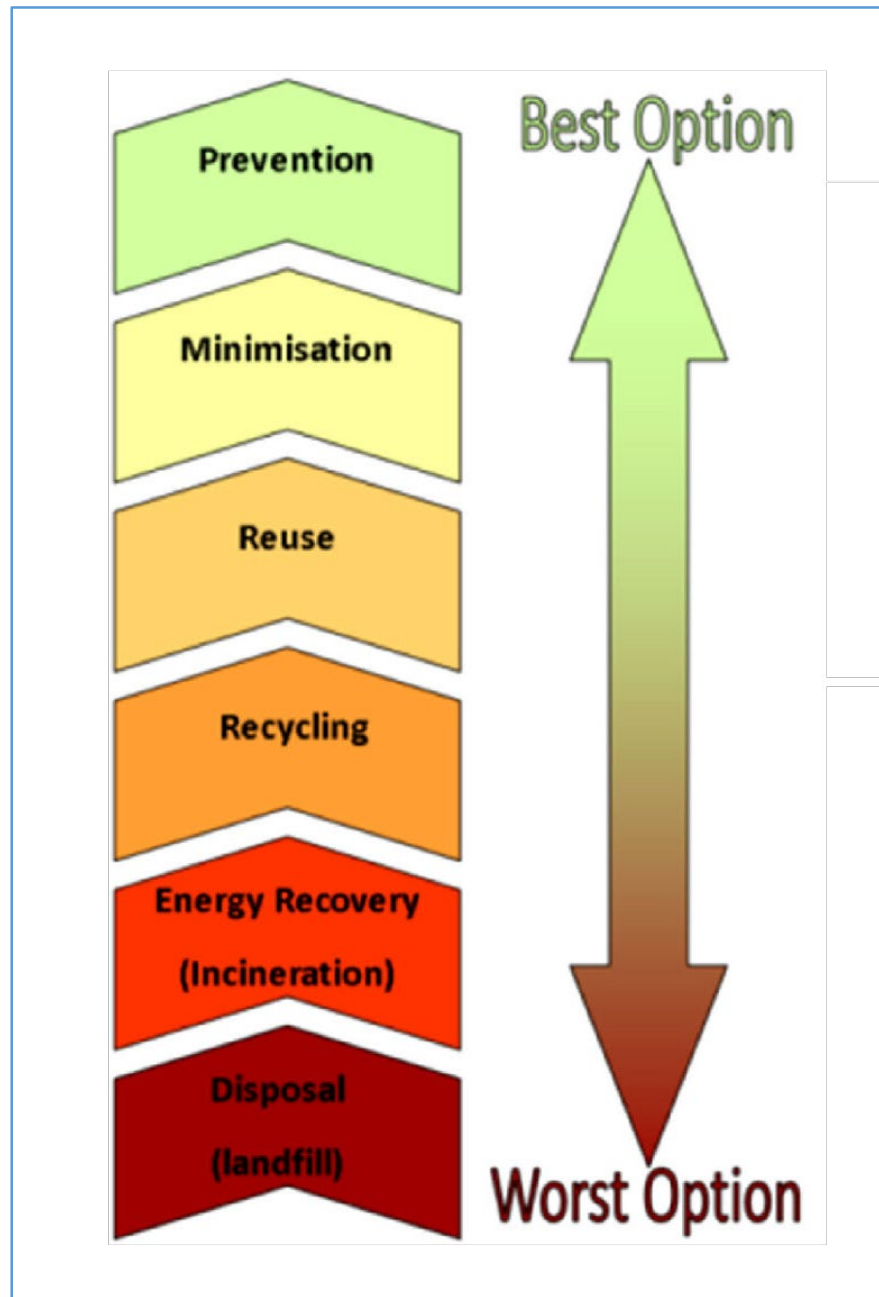 Best Option
Prevention
Minimisation
Reuse
Recycling
Energy Recovery
(Incineration)
Disposal
(landfill)
Worst Option